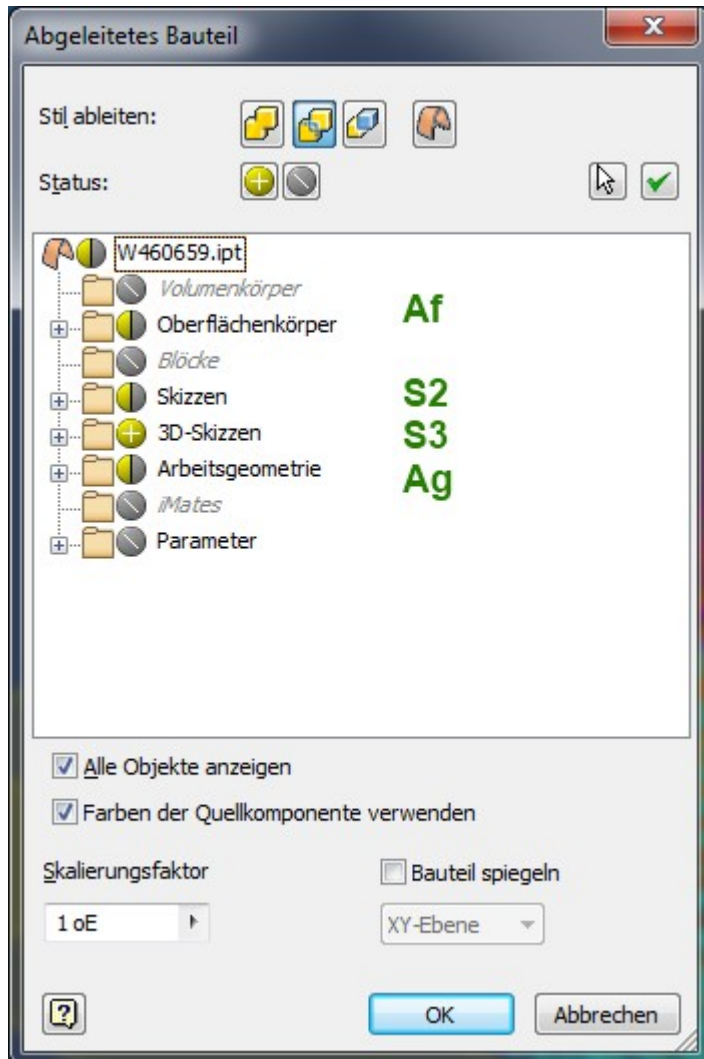 Abgeleitetes Bauteil
Stil ableiten:
Status:
W460659.ipt
Volumenkörper
Oberflächenkörper Af
Blöcke
Skizzen S2
3D-Skizzen S3
Arbeitsgeometrie Ag
iMates
Parameter
Alle Objekte anzeigen
Farben der Quellkomponente verwenden
Skalierungsfaktor Bauteil spiegeln
1 oE XY-Ebene
? OK Abbrechen